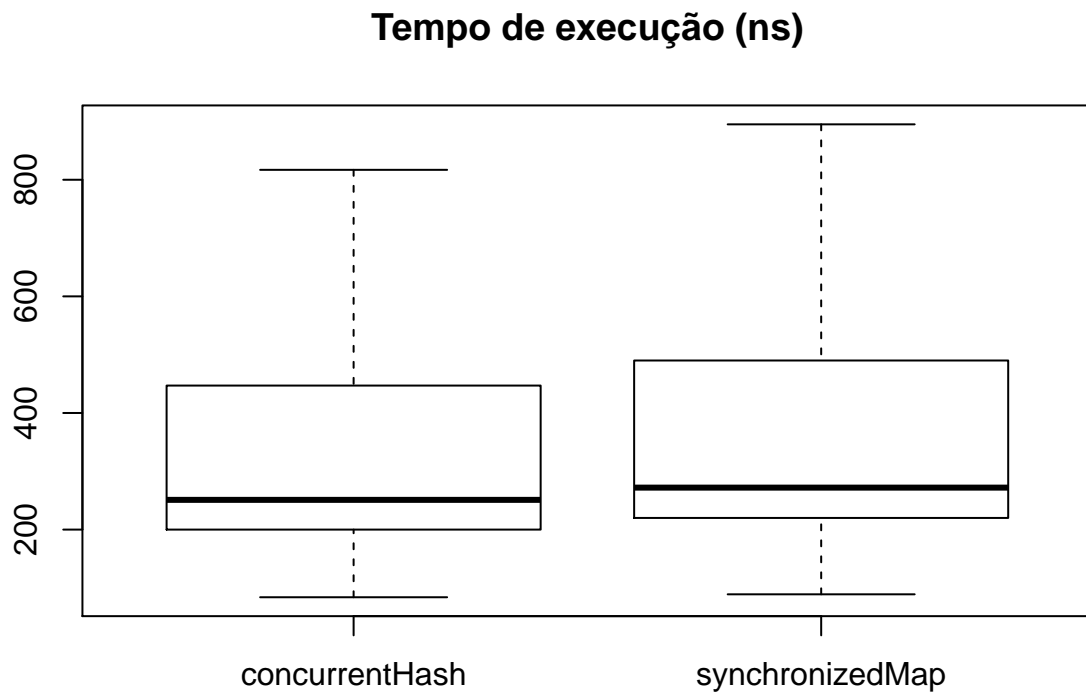 Tempo de execução (ns)
800
600
400
200
concurrentHash
synchronizedMap